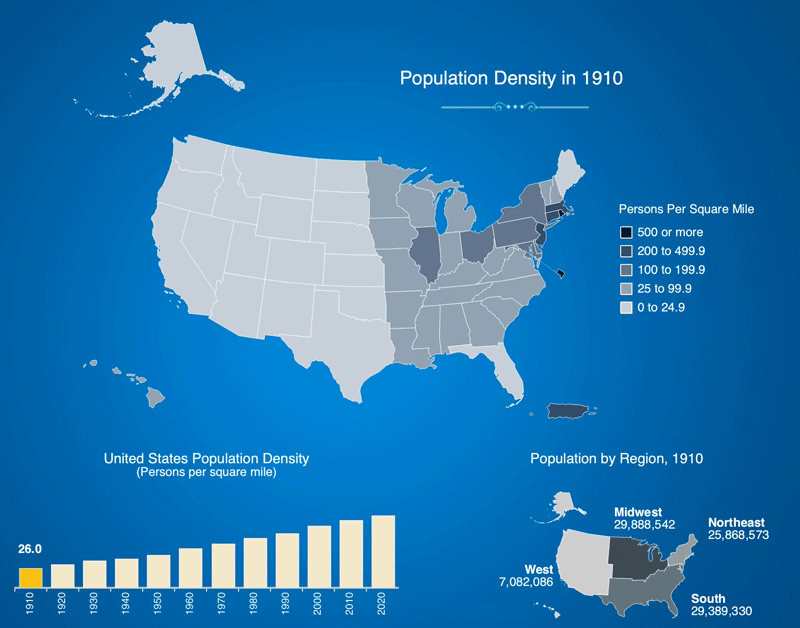 Population Density in 1910
Persons Per Square Mile
500 or more
200 to 499.9
100 to 199.9
25 to 99.9
0 to 24.9
United States Population Density
(Persons per square mile)
26.0
1910
1920
1930
1940
1950
1960
1970
1980
1990
2000
2010
2020
Population by Region, 1910
Midwest
29,888,542
Northeast
25,868,573
West
7,082,086
South
29,389,330